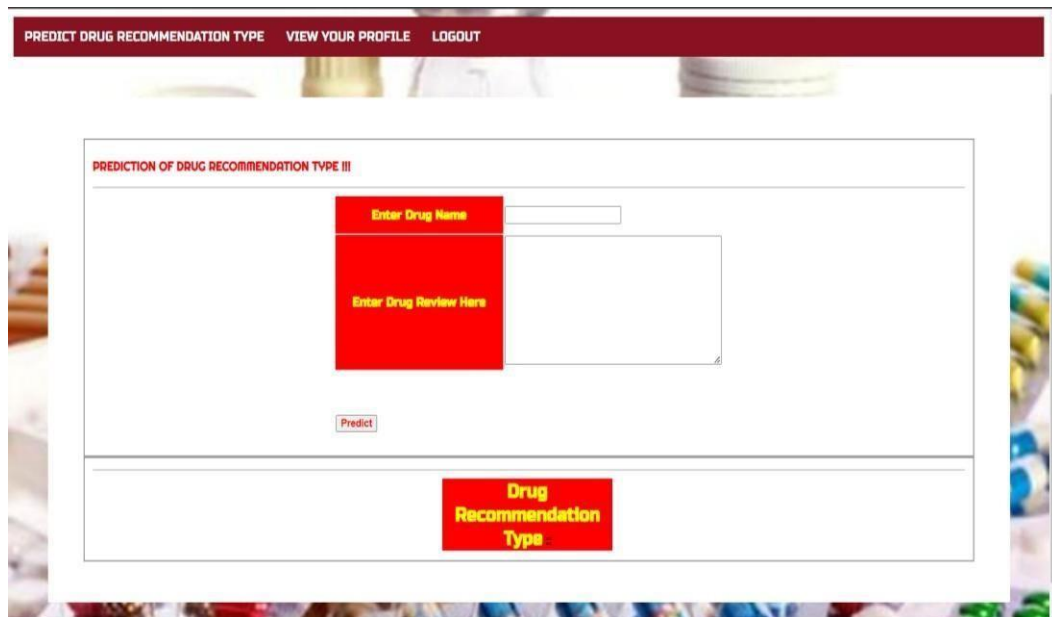 PREDICT DRUG RECOMMENDATION TYPE VIEW YOUR PROFILE LOGOUT
PREDICTION OF DRUG RECOMMENDATION TYPE !!!
Enter Drug Name
Enter Drug Review Here
Predict
Drug
Recommendation
Type ::